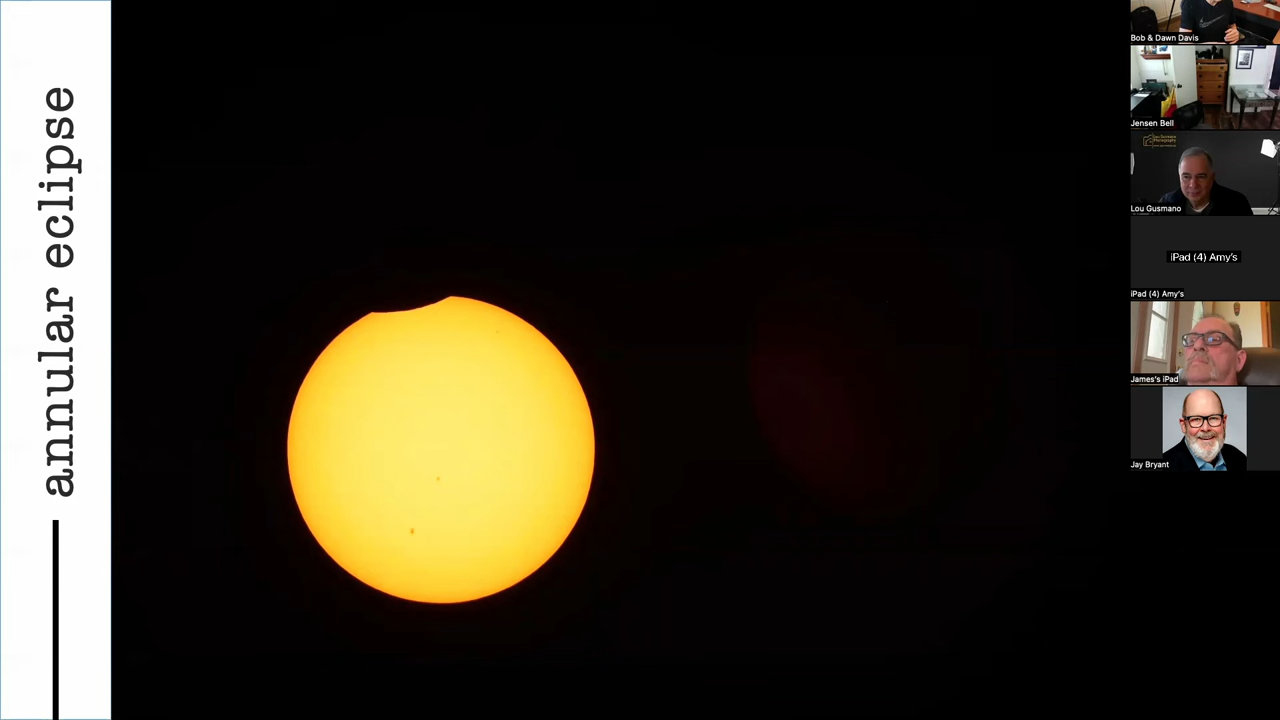 annular eclipse
Bob & Dawn Davis
Jensen Bell
Lou Gusmano
iPad (4) Amy's
iPad (4) Amy's
James's iPad
Jay Bryant